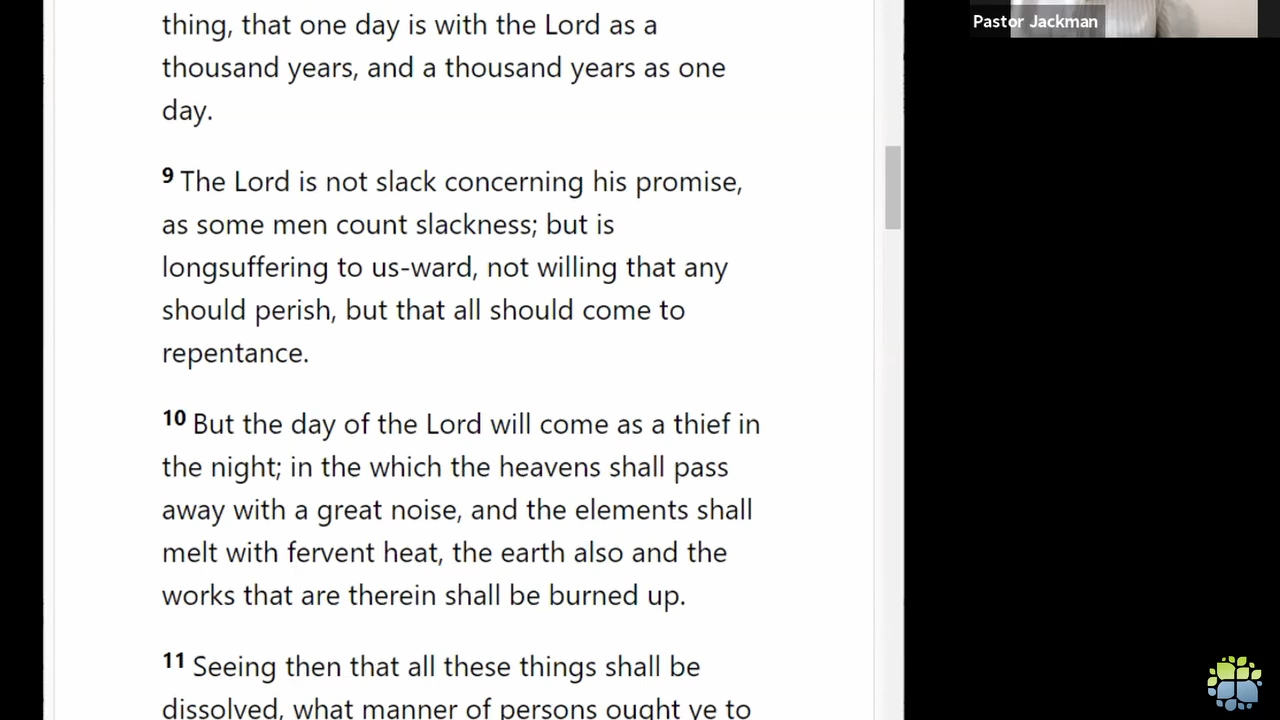 thing, that one day is with the Lord as a
thousand years, and a thousand years as one
day.
9 The Lord is not slack concerning his promise,
as some men count slackness; but is
longsuffering to us-ward, not willing that any
should perish, but that all should come to
repentance.
10 But the day of the Lord will come as a thief in
the night; in the which the heavens shall pass
away with a great noise, and the elements shall
melt with fervent heat, the earth also and the
works that are therein shall be burned up.
11 Seeing then that all these things shall be
dissolved, what manner of persons ought ye to
Pastor Jackman